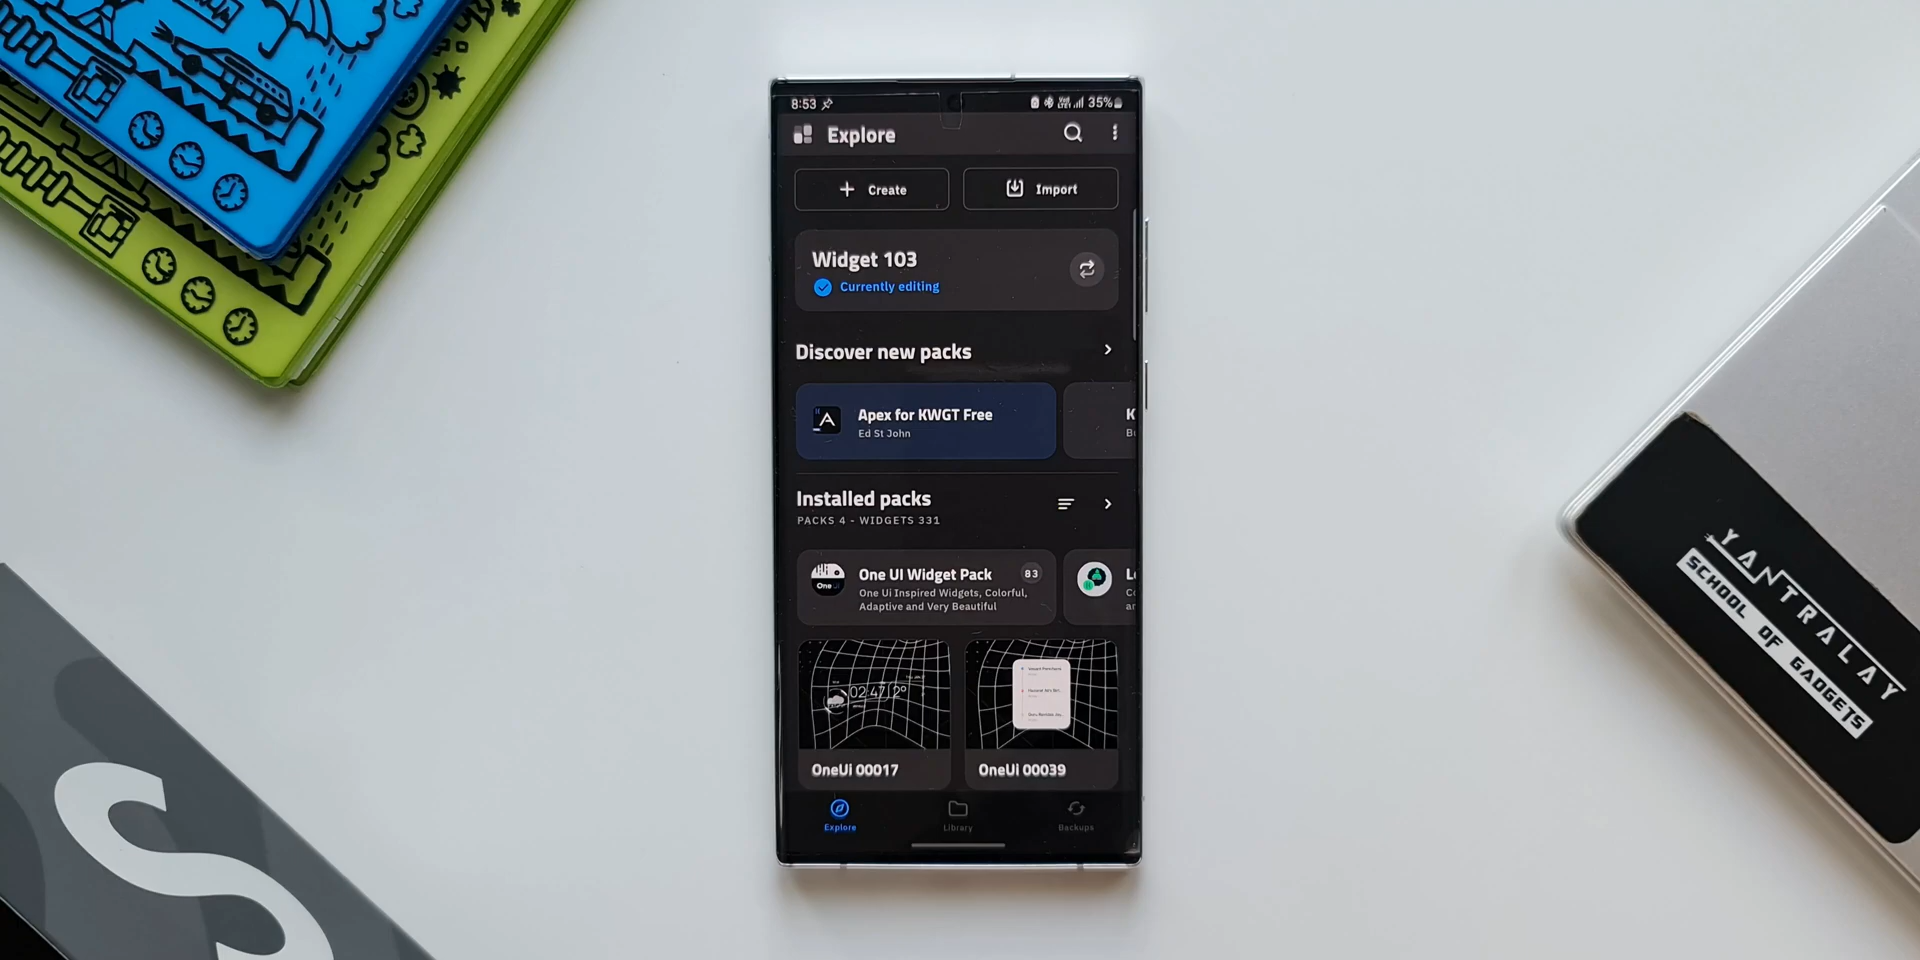 8:53
35%
Explore
Create
Import
Widget 103
Currently editing
Discover new packs
Apex for KWGT Free
Ed St John
K
Installed packs
PACKS 4 - WIDGETS 331
One UI Widget Pack
83
One Ui Inspired Widgets, Colorful,
Adaptive and Very Beautiful
02:47
2°
OneUi 00017
OneUi 00039
Explore
Library
Backups
YANTRALAY
SCHOOL OF GADGETS
S